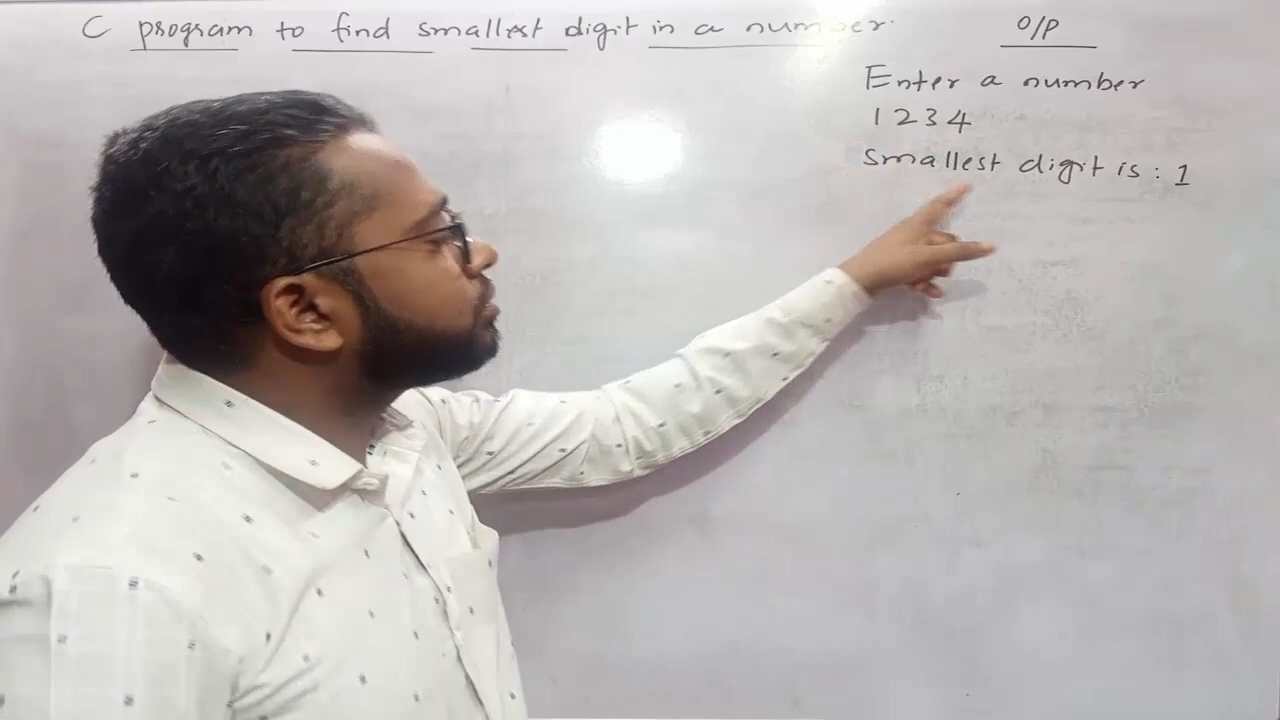 C program to find smallest digit in a number.
O/P
Enter a number
1234
Smallest digit is : 1